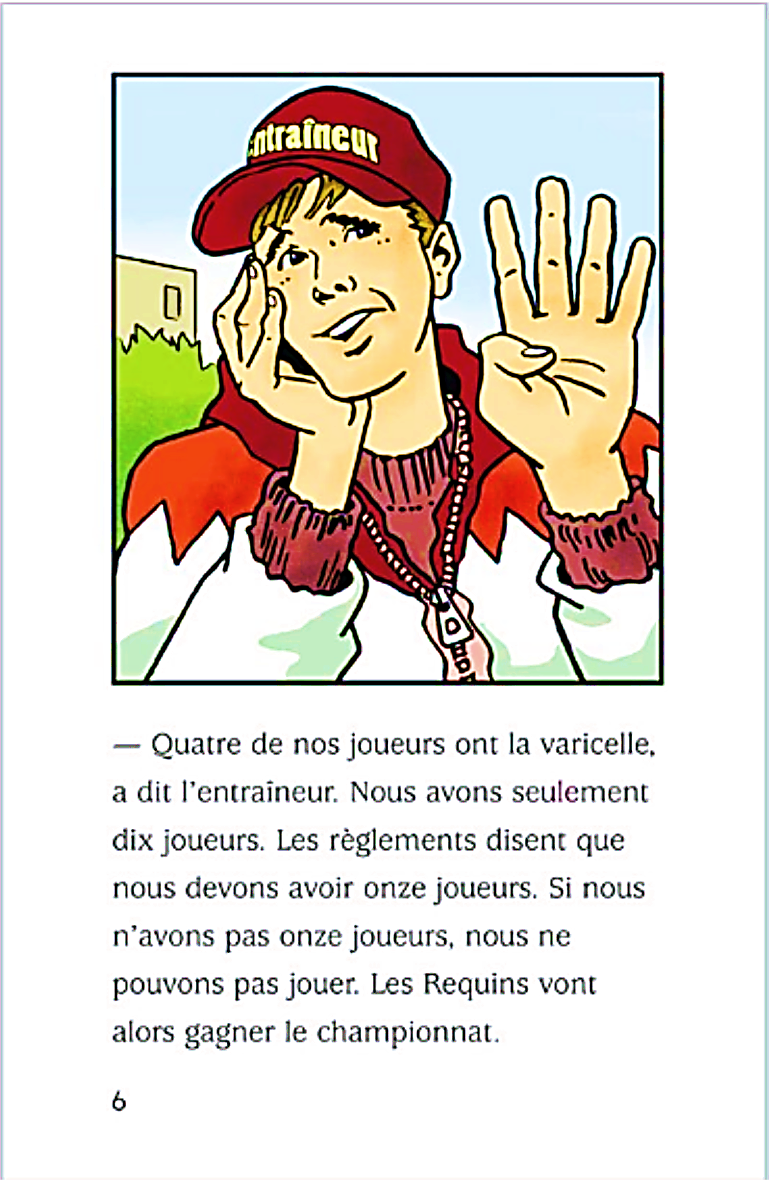 entraîneur
— Quatre de nos joueurs ont la varicelle,
a dit l'entraîneur. Nous avons seulement
dix joueurs. Les règlements disent que
nous devons avoir onze joueurs. Si nous
n'avons pas onze joueurs, nous ne
pouvons pas jouer. Les Requins vont
alors gagner le championnat.
6